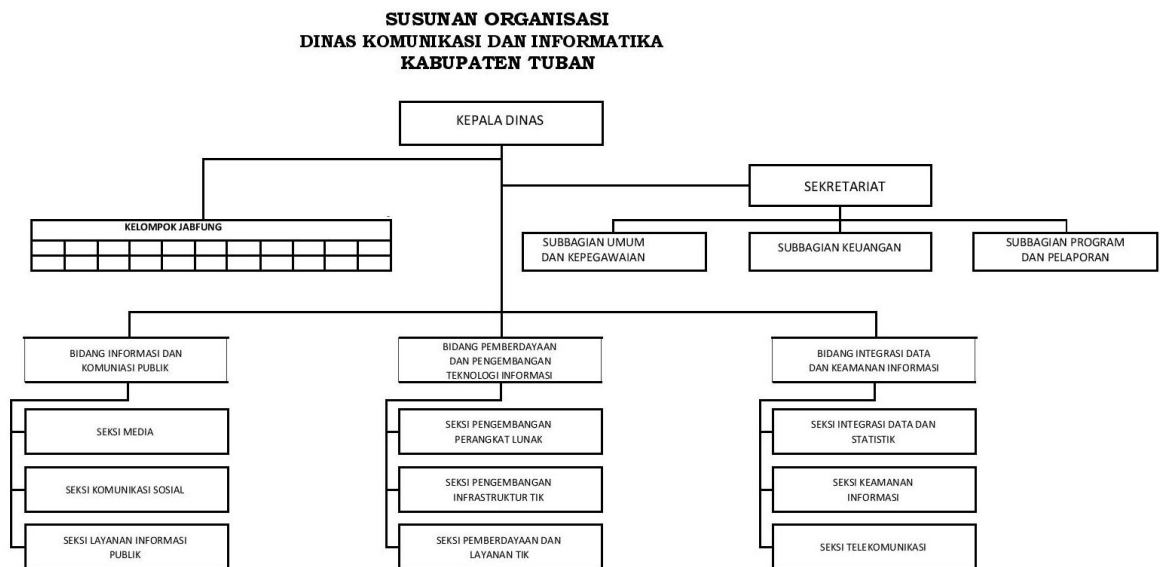 SUSUNAN ORGANISASI
DINAS KOMUNIKASI DAN INFORMATIKA
KABUPATEN TUBAN
KEPALA DINAS
SEKRETARIAT
KELOMPOK JABFUNG
SUBBAGIAN UMUM
DAN KEPEGAWAIAN
SUBBAGIAN KEUANGAN
SUBBAGIAN PROGRAM
DAN PELAPORAN
BIDANG INFORMASI DAN
KOMUNIASI PUBLIK
BIDANG PEMBERDAYAAN
DAN PENGEMBANGAN
TEKNOLOGI INFORMASI
BIDANG INTEGRASI DATA
DAN KEAMANAN INFORMASI
SEKSI MEDIA
SEKSI PENGEMBANGAN
PERANGKAT LUNAK
SEKSI INTEGRASI DATA DAN
STATISTIK
SEKSI KOMUNIKASI SOSIAL
SEKSI PENGEMBANGAN
INFRASTRUKTUR TIK
SEKSI KEAMANAN
INFORMASI
SEKSI LAYANAN INFORMASI
PUBLIK
SEKSI PEMBERDAYAAN DAN
LAYANAN TIK
SEKSI TELEKOMUNIKASI